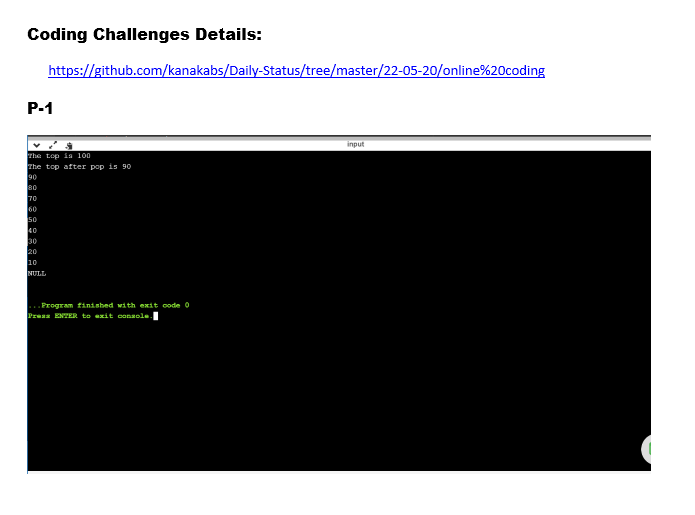 Coding Challenges Details:
https://github.com/kanakabs/Daily-Status/tree/master/22-05-20/online%20coding
P-1
input
The top is 100
The top after pop is 90
90
80
70
60
50
40
30
20
10
NULL
...Program finished with exit code 0
Press ENTER to exit console.